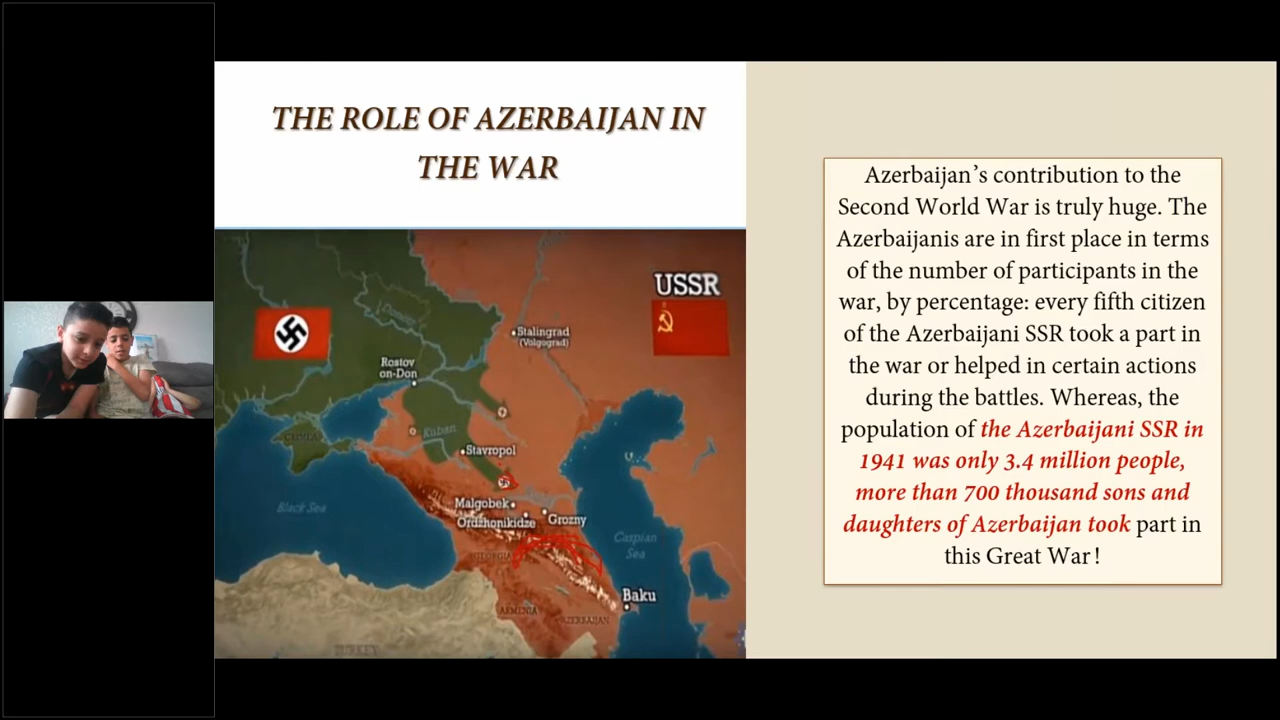 THE ROLE OF AZERBAIJAN IN
THE WAR
USSR
Stalingrad
(Volgograd)
Rostov
on-Don
Kuban
Stavropol
Malgobek
Ordzhonikidze
Grozny
Black Sea
Caspian
Sea
GEORGIA
Baku
ARMENIA
AZERBAIJAN
TURKEY
Azerbaijan's contribution to the
Second World War is truly huge. The
Azerbaijanis are in first place in terms
of the number of participants in the
war, by percentage: every fifth citizen
of the Azerbaijani SSR took a part in
the war or helped in certain actions
during the battles. Whereas, the
population of the Azerbaijani SSR in
1941 was only 3.4 million people,
more than 700 thousand sons and
daughters of Azerbaijan took part in
this Great War!